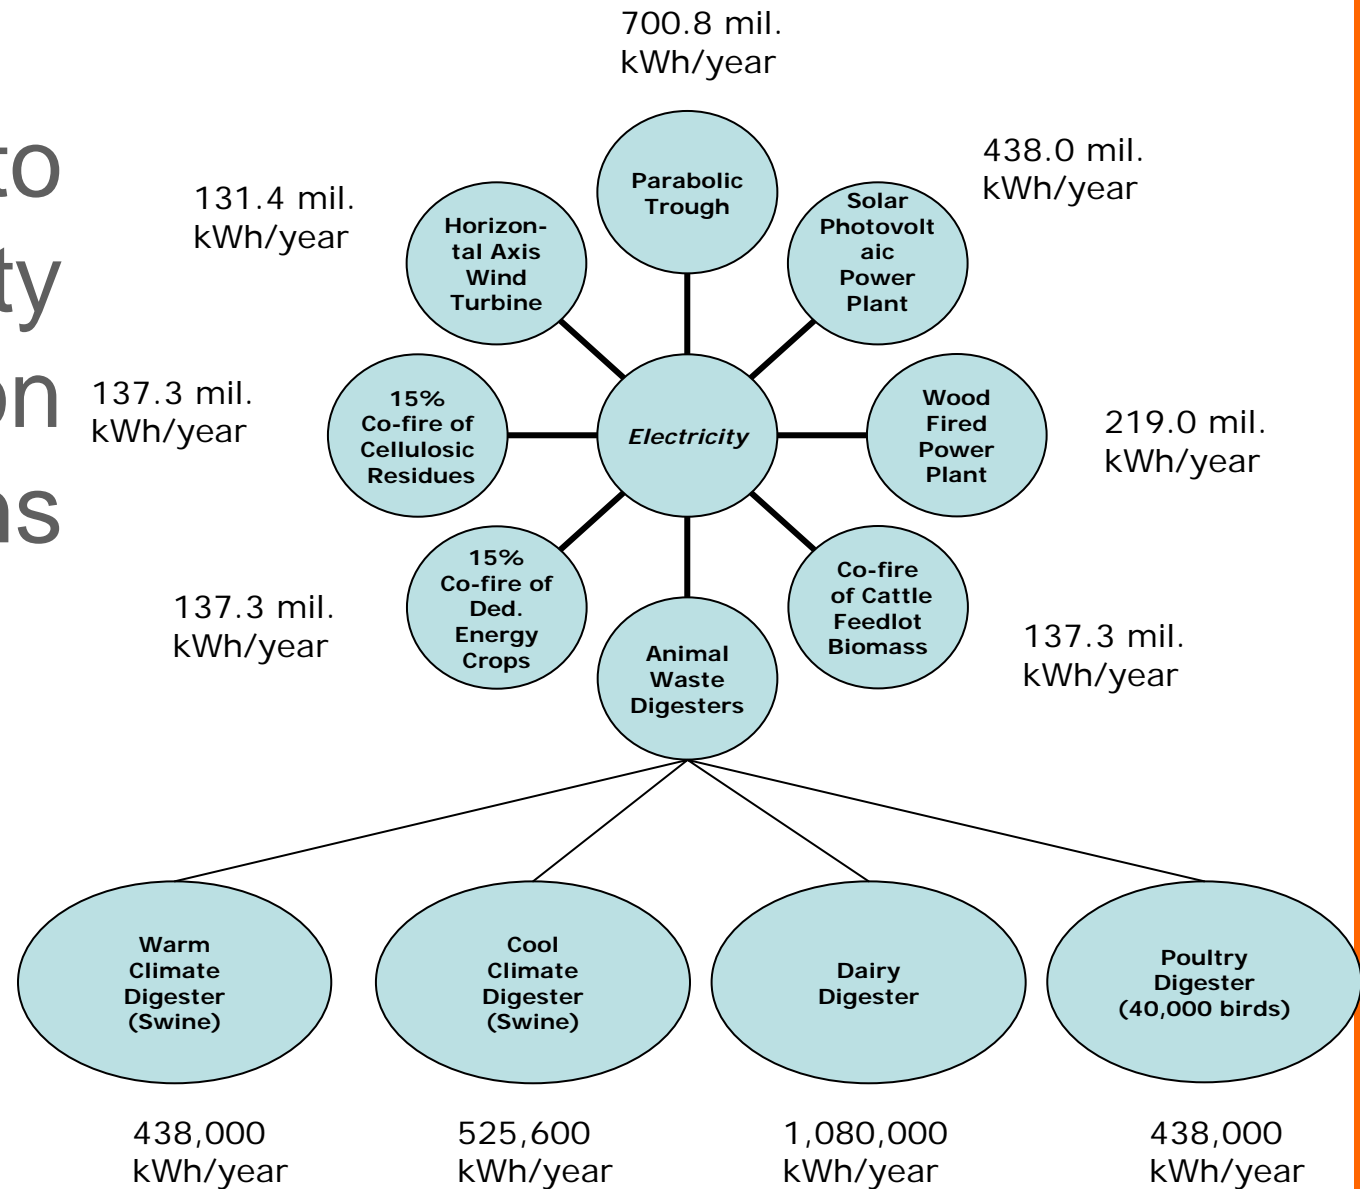 to
ty
on
ns
700.8 mil.
kWh/year
438.0 mil.
kWh/year
131.4 mil.
kWh/year
Parabolic
Trough
Solar
Photovolt
aic
Power
Plant
Horizon-
tal Axis
Wind
Turbine
137.3 mil.
kWh/year
15%
Co-fire of
Cellulosic
Residues
Electricity
Wood
Fired
Power
Plant
219.0 mil.
kWh/year
137.3 mil.
kWh/year
15%
Co-fire of
Ded.
Energy
Crops
Animal
Waste
Digesters
Co-fire
of Cattle
Feedlot
Biomass
137.3 mil.
kWh/year
Warm
Climate
Digester
(Swine)
Cool
Climate
Digester
(Swine)
Dairy
Digester
Poultry
Digester
(40,000 birds)
438,000
kWh/year
525,600
kWh/year
1,080,000
kWh/year
438,000
kWh/year